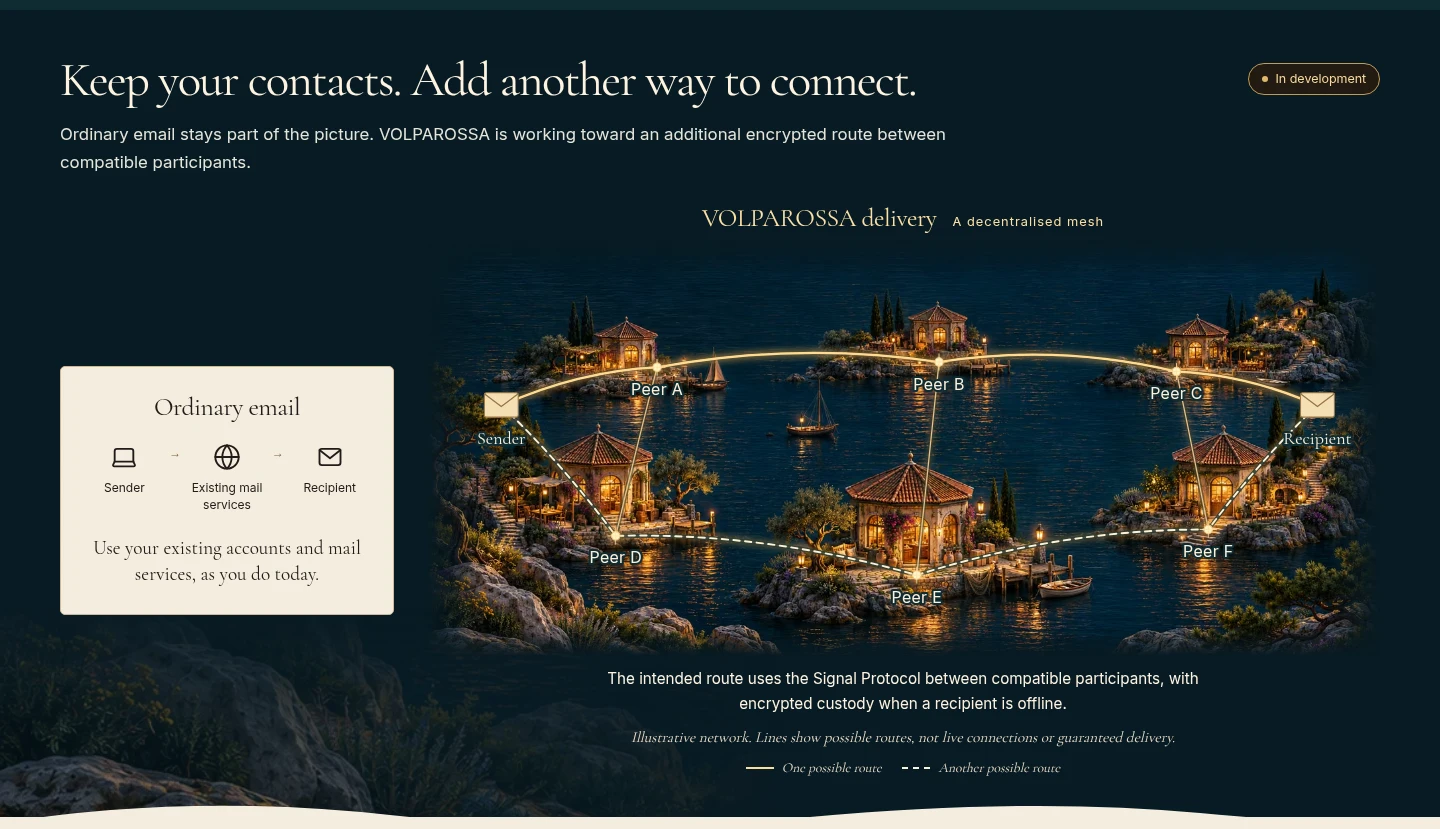 Keep your contacts. Add another way to connect.
In development
Ordinary email stays part of the picture. VOLPAROSSA is working toward an additional encrypted route between
compatible participants.
VOLPAROSSA delivery A decentralised mesh
Ordinary email
Sender → Existing mail → Recipient
services
Use your existing accounts and mail
services, as you do today.
Peer A
Peer B
Peer C
Sender
Recipient
Peer D
Peer E
Peer F
The intended route uses the Signal Protocol between compatible participants, with
encrypted custody when a recipient is offline.
Illustrative network. Lines show possible routes, not live connections or guaranteed delivery.
One possible route Another possible route